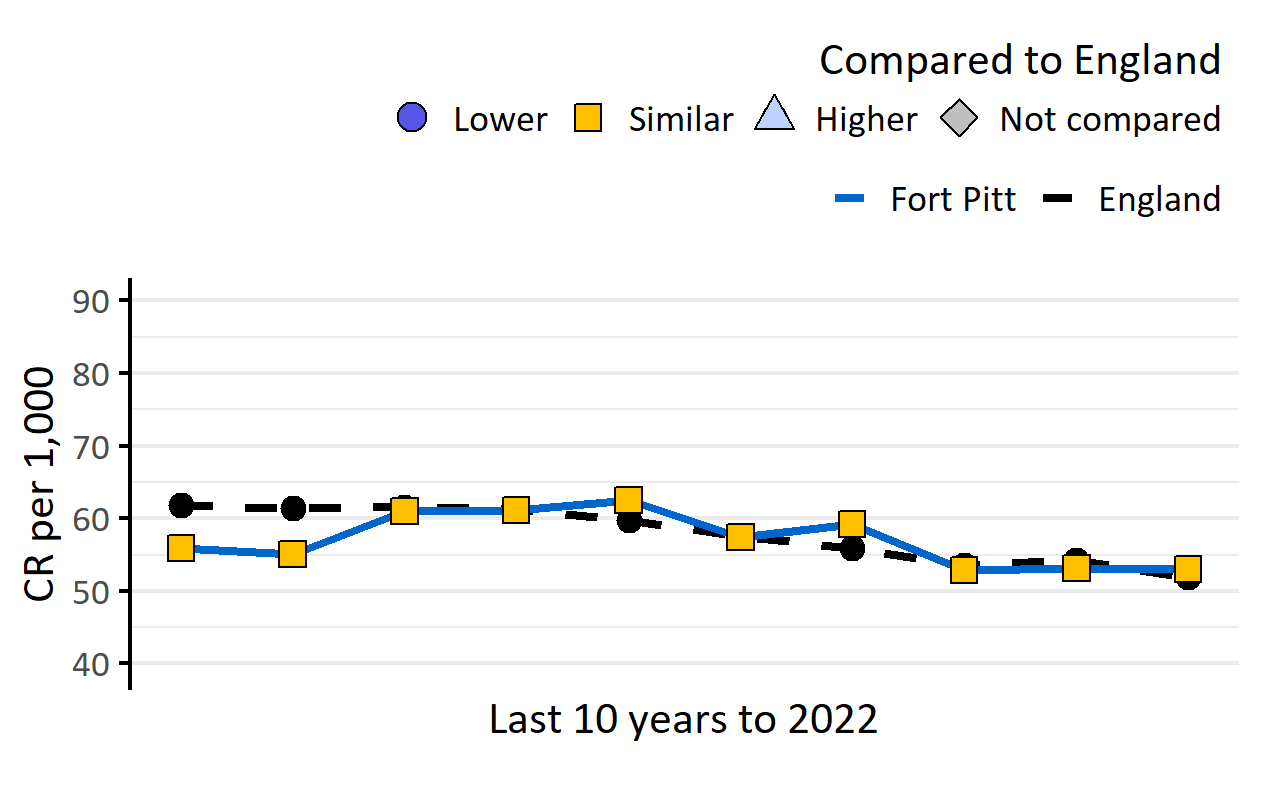 Compared to England
Lower Similar Higher Not compared
Fort Pitt England
90
80
70
60
50
40
CR per 1,000
Last 10 years to 2022